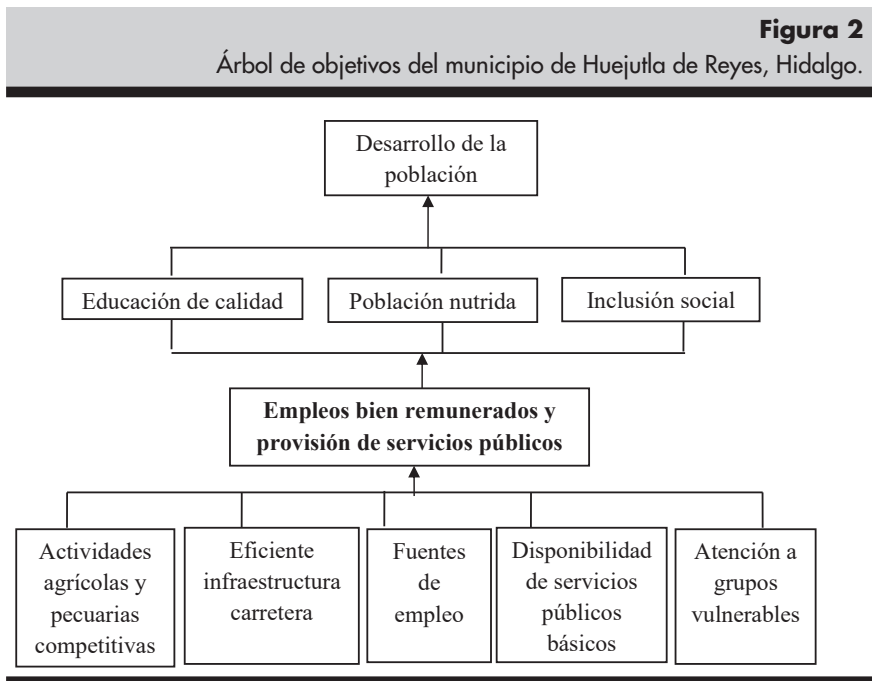 Figura 2
Árbol de objetivos del municipio de Huejutla de Reyes, Hidalgo.
Desarrollo de la
población
Educación de calidad
Población nutrida
Inclusión social
Empleos bien remunerados y
provisión de servicios públicos
Actividades
agrícolas y
pecuarias
competitivas
Eficiente
infraestructura
carretera
Fuentes
de
empleo
Disponibilidad
de servicios
públicos
básicos
Atención a
grupos
vulnerables